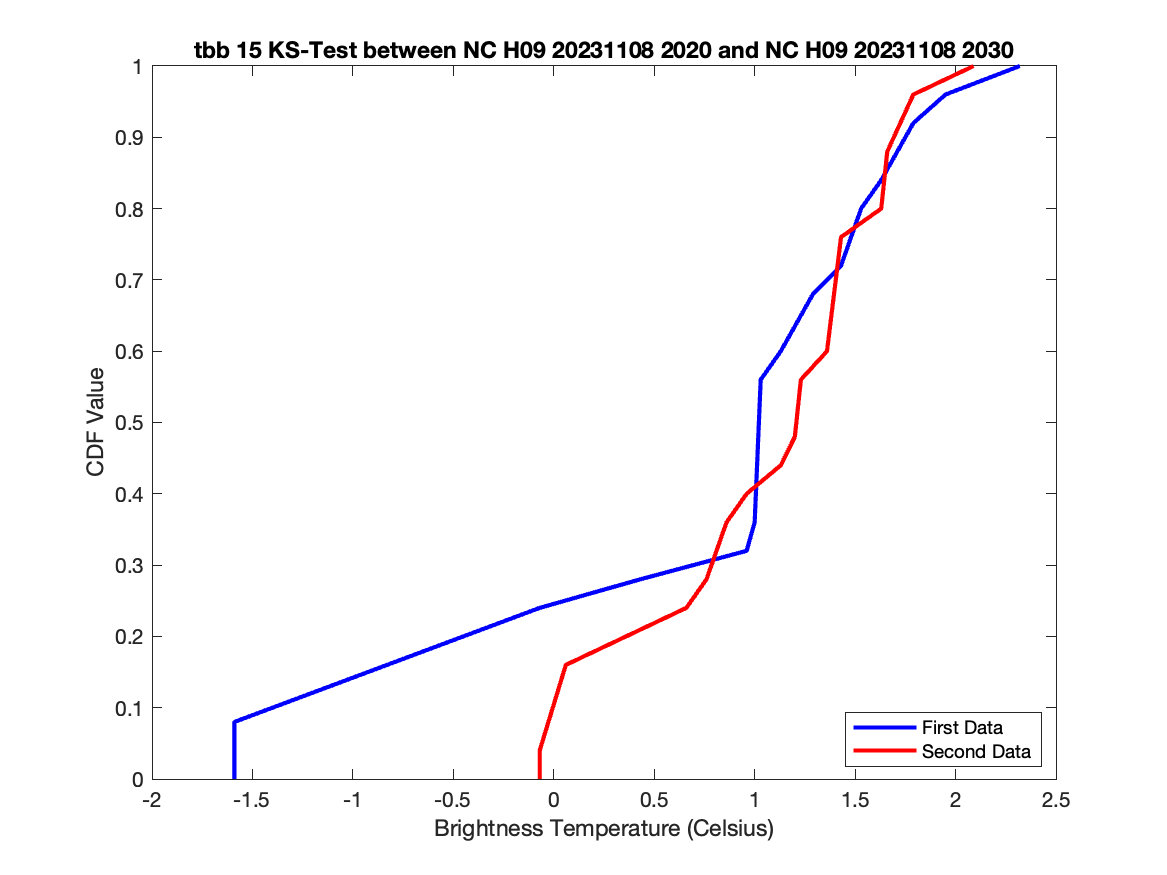 tbb 15 KS-Test between NC H09 20231108 2020 and NC H09 20231108 2030
1
0.9
0.8
0.7
0.6
0.5
0.4
0.3
0.2
0.1
0
CDF Value
-2 -1.5 -1 -0.5 0 0.5 1 1.5 2 2.5
Brightness Temperature (Celsius)
First Data
Second Data